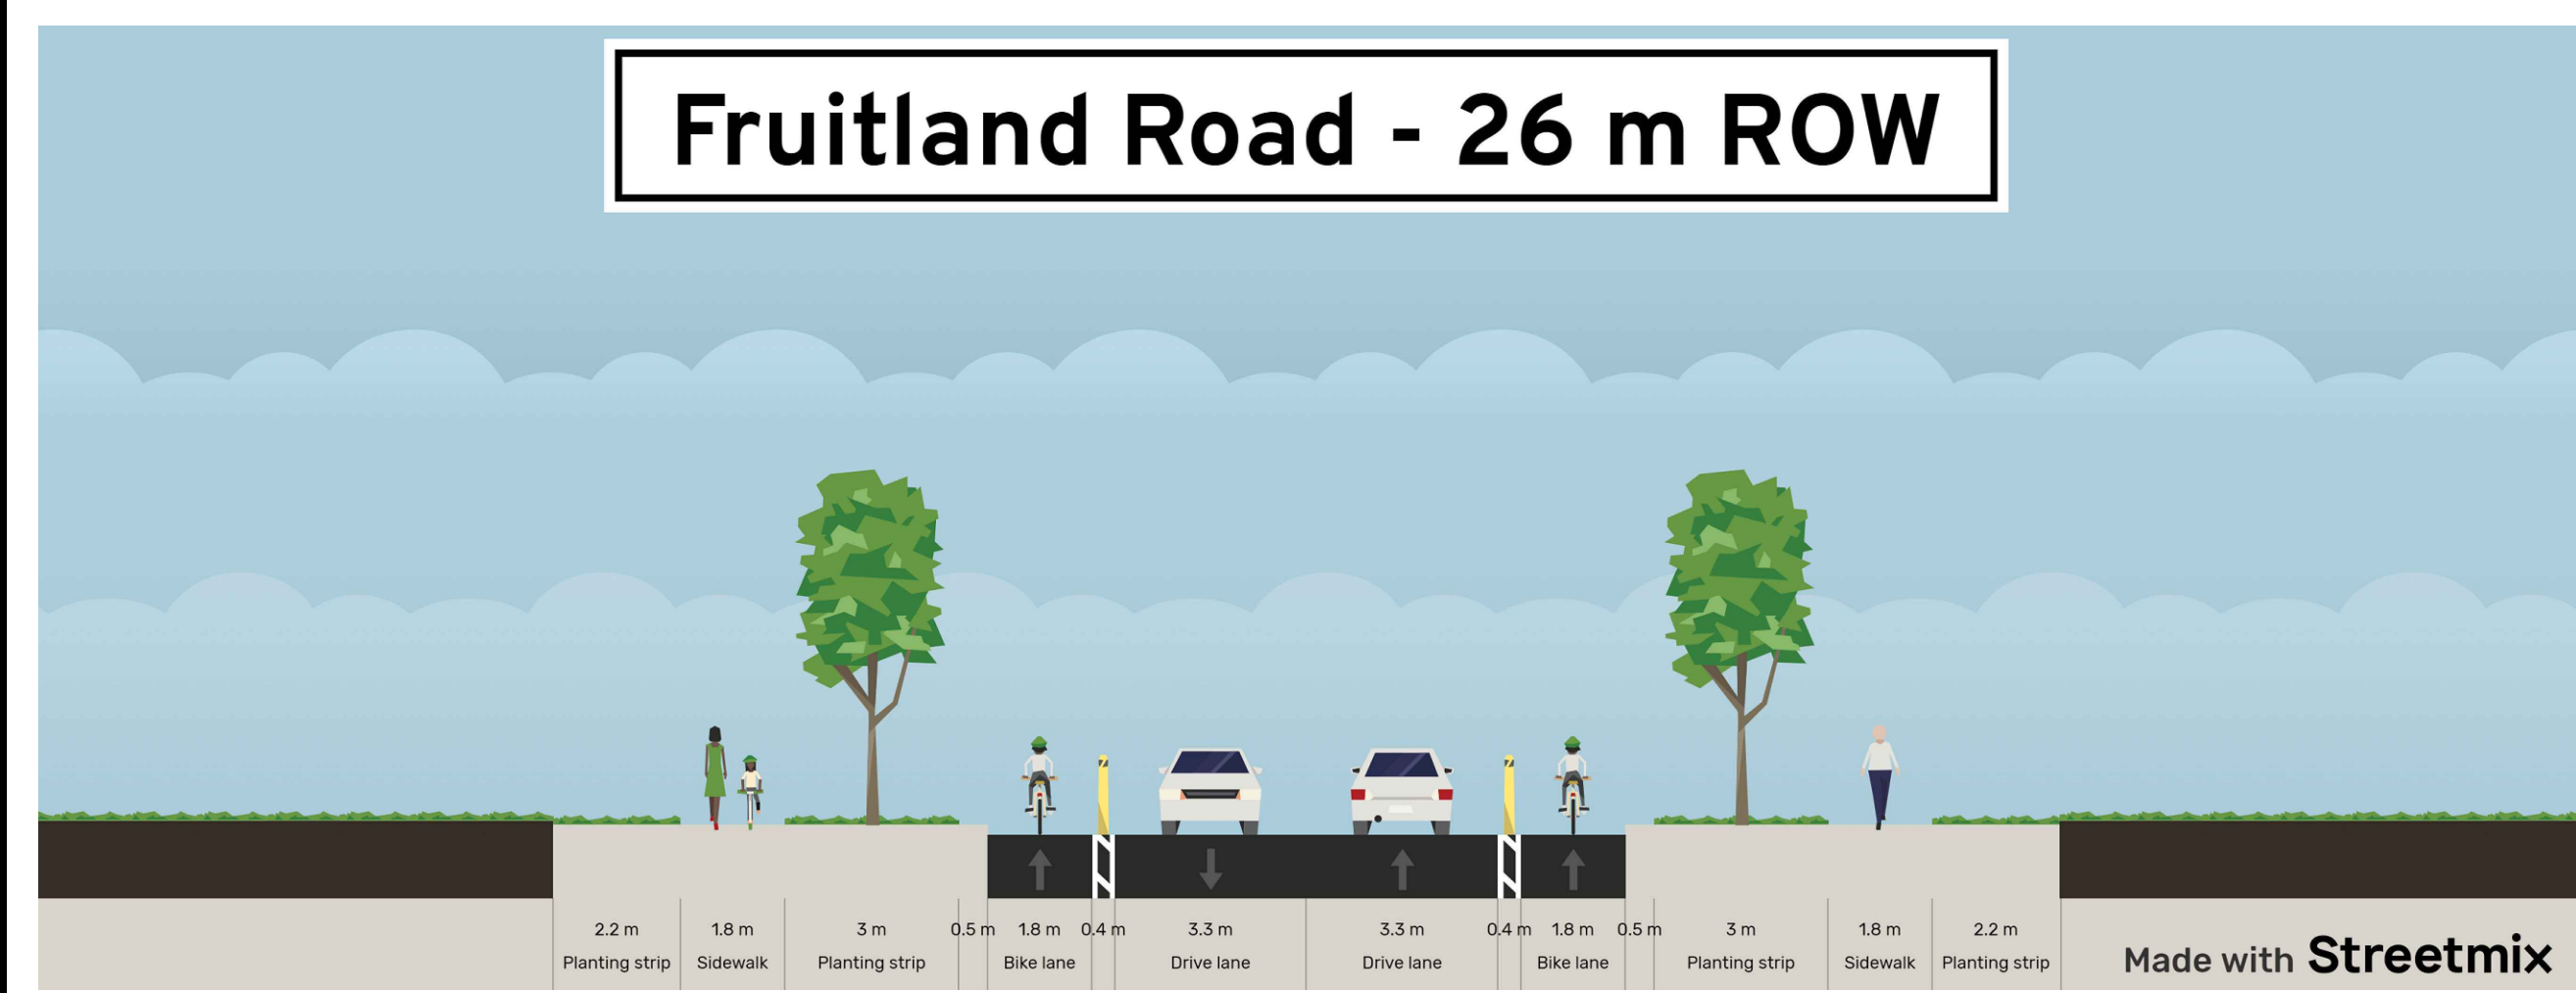 Fruitland Road - 26 m ROW
2.2 m 1.8 m 3 m 0.5 m 1.8 m 0.4 m 3.3 m 3.3 m 0.4 m 1.8 m 0.5 m 3 m 1.8 m 2.2 m
Planting strip Sidewalk Planting strip Bike lane Drive lane Drive lane Bike lane Planting strip Sidewalk Planting strip
Made with Streetmix